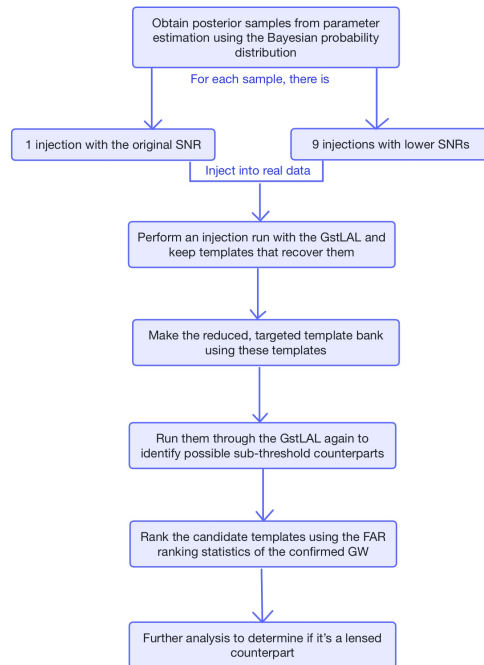 Obtain posterior samples from parameter
estimation using the Bayesian probability
distribution
For each sample, there is
1 injection with the original SNR
9 injections with lower SNRs
Inject into real data
Perform an injection run with the GstLAL and
keep templates that recover them
Make the reduced, targeted template bank
using these templates
Run them through the GstLAL again to
identify possible sub-threshold counterparts
Rank the candidate templates using the FAR
ranking statistics of the confirmed GW
Further analysis to determine if it's a lensed
counterpart